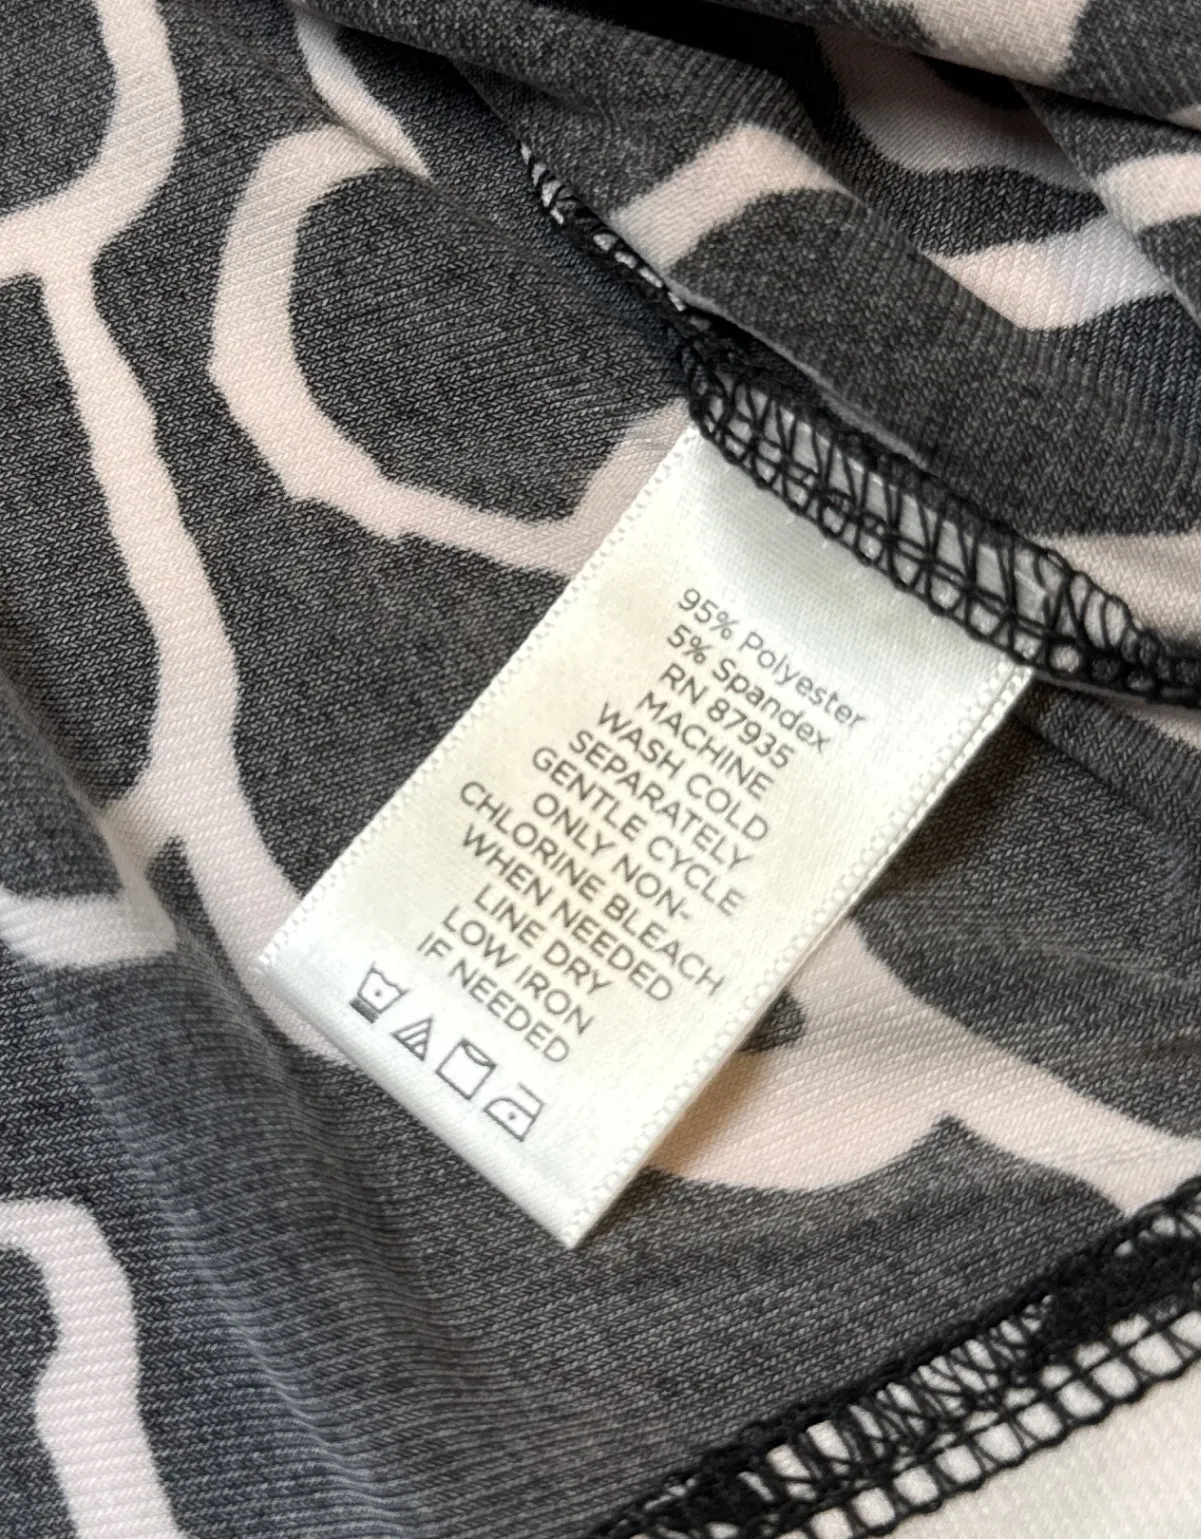 95% Polyester
5% Spandex
RN 87935
MACHINE
WASH COLD
SEPARATELY
GENTLE CYCLE
ONLY NON-
CHLORINE BLEACH
WHEN NEEDED
LINE DRY
LOW IRON
IF NEEDED